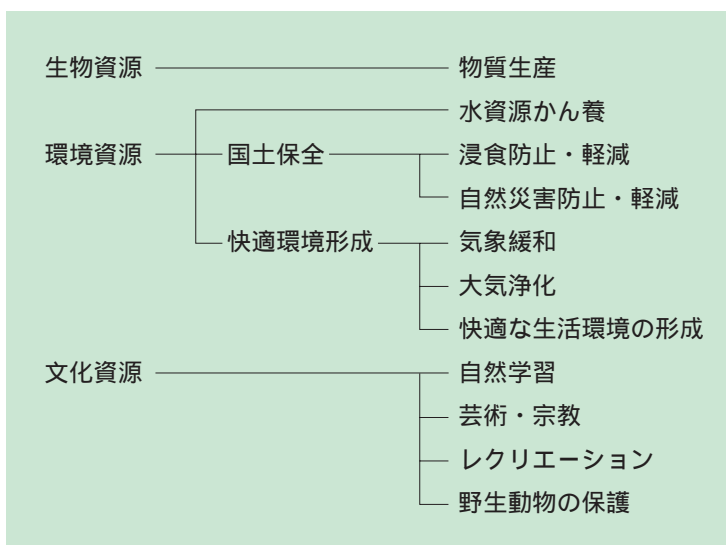 生物資源 物質生産
水資源かん養
環境資源 国土保全 浸食防止・軽減
自然災害防止・軽減
快適環境形成 気象緩和
大気浄化
快適な生活環境の形成
文化資源 自然学習
芸術・宗教
レクリエーション
野生動物の保護